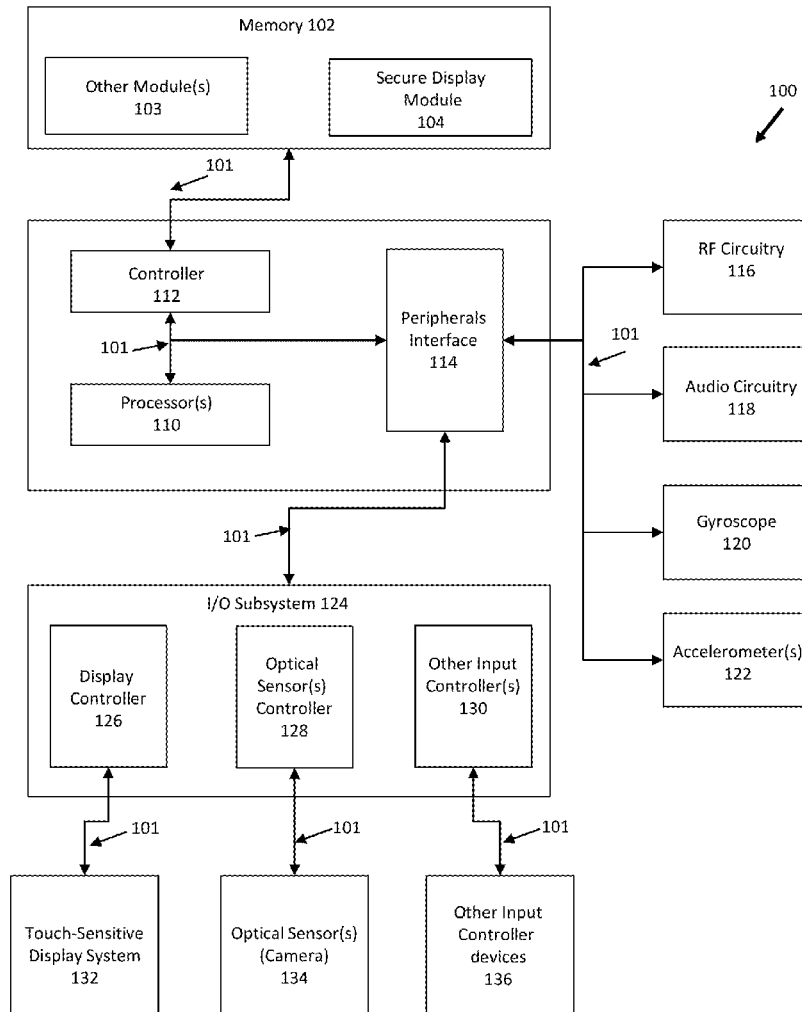 Memory 102
Other Module(s)
103
Secure Display
Module
104
100
101
Controller
112
Peripherals
Interface
114
RF Circuitry
116
101
101
Processor(s)
110
Audio Circuitry
118
101
Gyroscope
120
I/O Subsystem 124
Display
Controller
126
Optical
Sensor(s)
Controller
128
Other Input
Controller(s)
130
Accelerometer(s)
122
101
101
101
Touch-Sensitive
Display System
132
Optical Sensor(s)
(Camera)
134
Other Input
Controller
devices
136